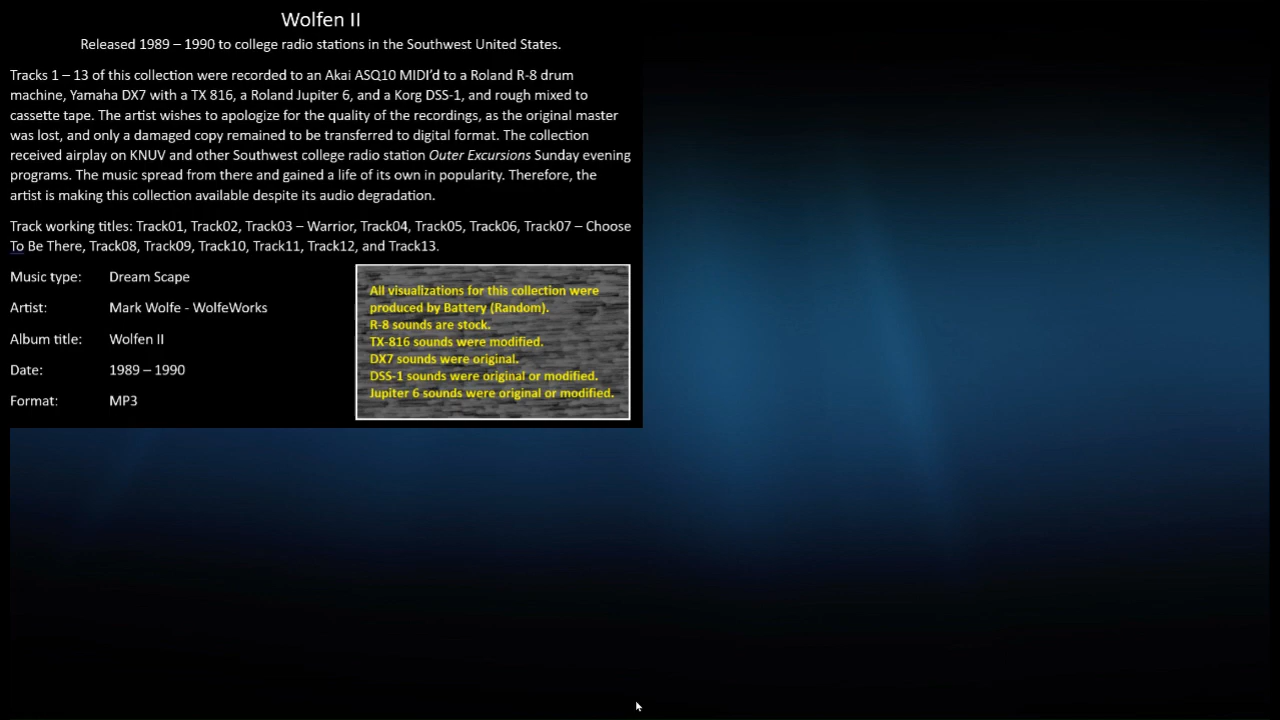 Wolfen II
Released 1989 – 1990 to college radio stations in the Southwest United States.
Tracks 1 – 13 of this collection were recorded to an Akai ASQ10 MIDI’d to a Roland R-8 drum
machine, Yamaha DX7 with a TX 816, a Roland Jupiter 6, and a Korg DSS-1, and rough mixed to
cassette tape. The artist wishes to apologize for the quality of the recordings, as the original master
was lost, and only a damaged copy remained to be transferred to digital format. The collection
received airplay on KNUV and other Southwest college radio station Outer Excursions Sunday evening
programs. The music spread from there and gained a life of its own in popularity. Therefore, the
artist is making this collection available despite its audio degradation.
Track working titles: Track01, Track02, Track03 – Warrior, Track04, Track05, Track06, Track07 – Choose
To Be There, Track08, Track09, Track10, Track11, Track12, and Track13.
Music type: Dream Scape
Artist: Mark Wolfe - WolfeWorks
Album title: Wolfen II
Date: 1989 – 1990
Format: MP3
All visualizations for this collection were
produced by Battery (Random).
R-8 sounds are stock.
TX-816 sounds were modified.
DX7 sounds were original.
DSS-1 sounds were original or modified.
Jupiter 6 sounds were original or modified.